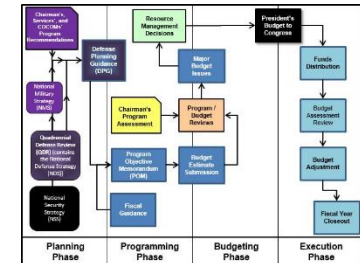 Chairman's,
Services', and
COCOMs'
Program
Recommendations
National
Military
Strategy
(NMS)
Quadrennial
Defense Review
(QDR) (contains the
National Defense
Strategy (NDS))
National
Security
Strategy
(NSS)
Defense
Planning
Guidance
(DPG)
Resource
Management
Decisions
Chairman's
Program
Assessment
Program
Objective
Memorandum
(POM)
Fiscal
Guidance
Major
Budget
Issues
Program /
Budget
Reviews
Budget
Estimate
Submission
President's
Budget to
Congress
Funds
Distribution
Budget
Assessment
Review
Budget
Adjustment
Fiscal Year
Closeout
Planning
Phase
Programming
Phase
Budgeting
Phase
Execution
Phase